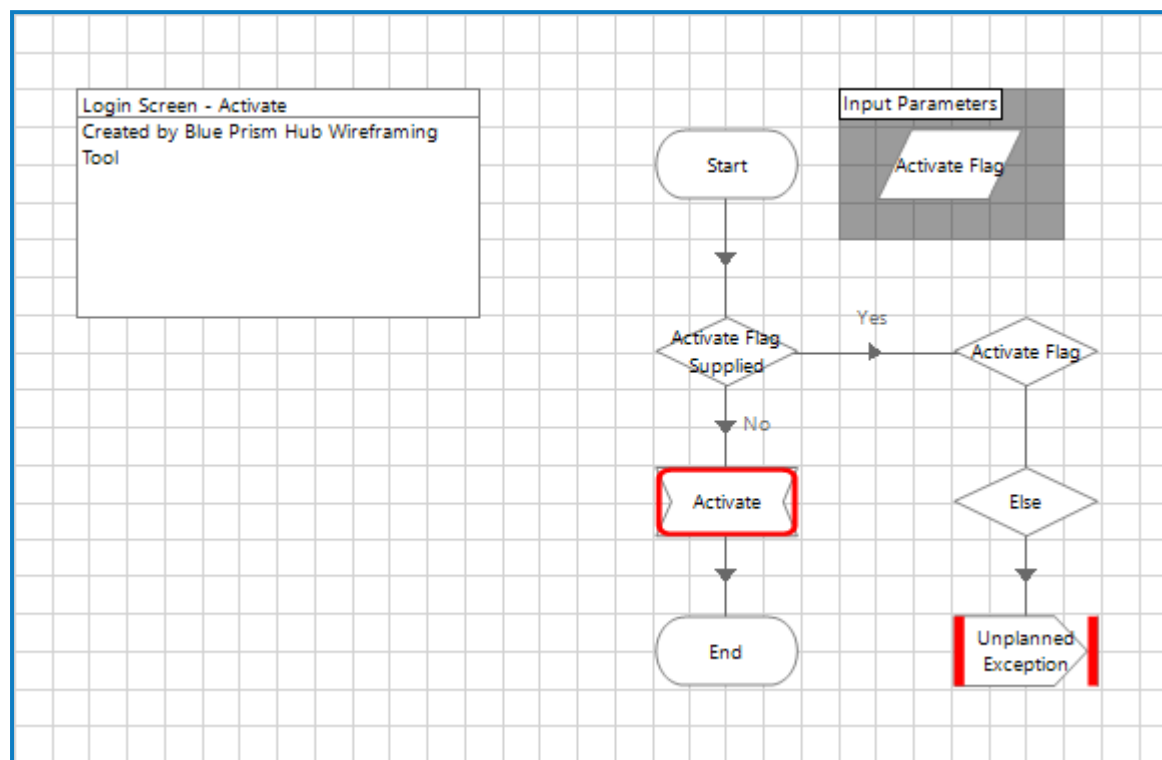 Login Screen - Activate
Created by Blue Prism Hub Wireframing
Tool
Input Parameters
Activate Flag
Start
Activate Flag
Supplied
Yes
Activate Flag
No
Activate
Else
End
Unplanned
Exception